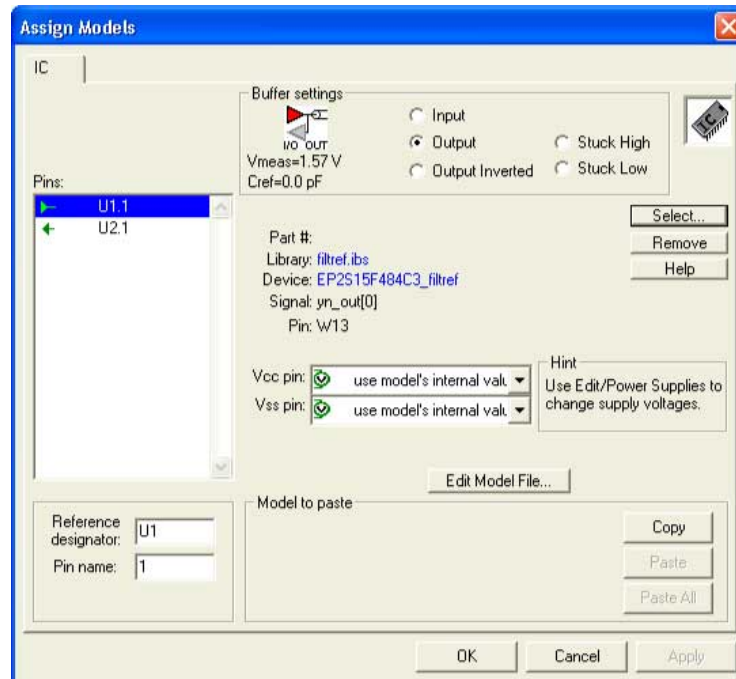 Assign Models
IC
Buffer settings
I/O OUT
Vmeas=1.57 V
Cref=0.0 pF
Input
Output
Output Inverted
Stuck High
Stuck Low
IC
Pins:
U1.1
U2.1
Part #:
Library: filtref.ibs
Device: EP2S15F484C3_filtref
Signal: yn_out[0]
Pin: W13
Select...
Remove
Help
Vcc pin: use model's internal valu
Vss pin: use model's internal valu
Hint
Use Edit/Power Supplies to
change supply voltages.
Edit Model File...
Reference
designator: U1
Pin name: 1
Model to paste
Copy
Paste
Paste All
OK
Cancel
Apply